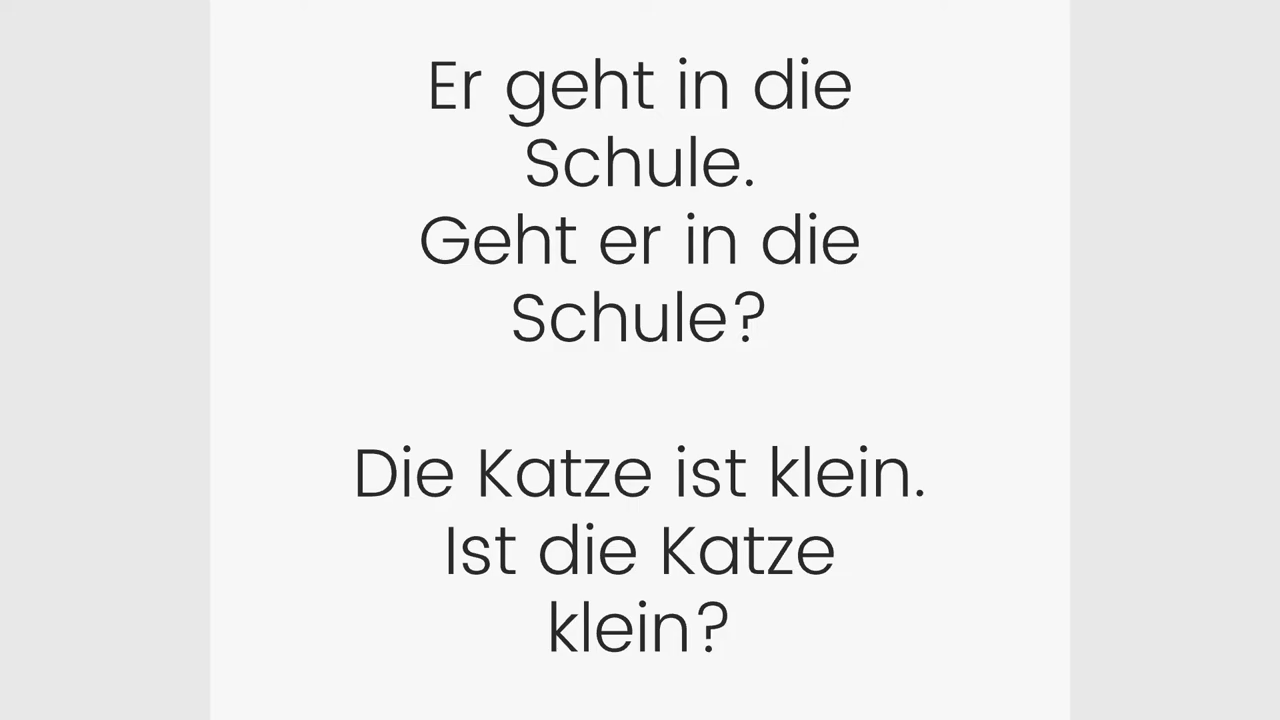 Er geht in die
Schule.
Geht er in die
Schule?
Die Katze ist klein.
Ist die Katze
klein?